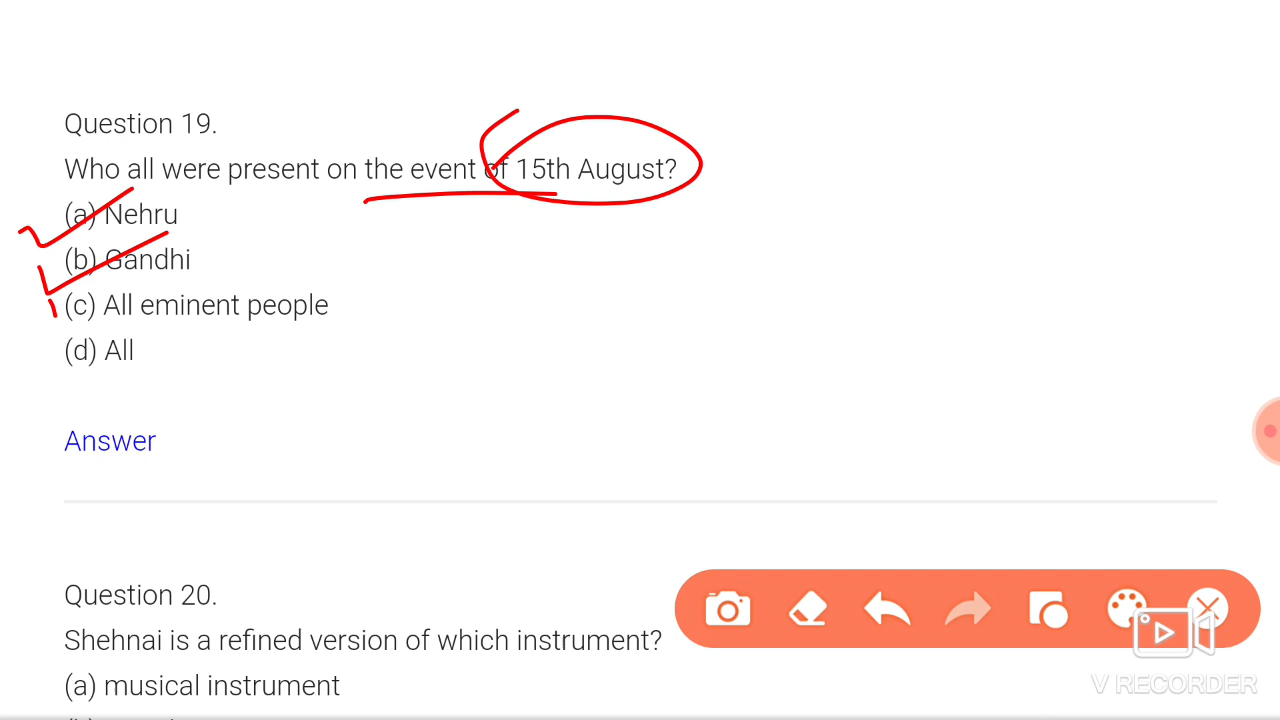 Question 19.
Who all were present on the event of 15th August?
(a) Nehru
(b) Gandhi
(c) All eminent people
(d) All
Answer
Question 20.
Shehnai is a refined version of which instrument?
(a) musical instrument
V RECORDER